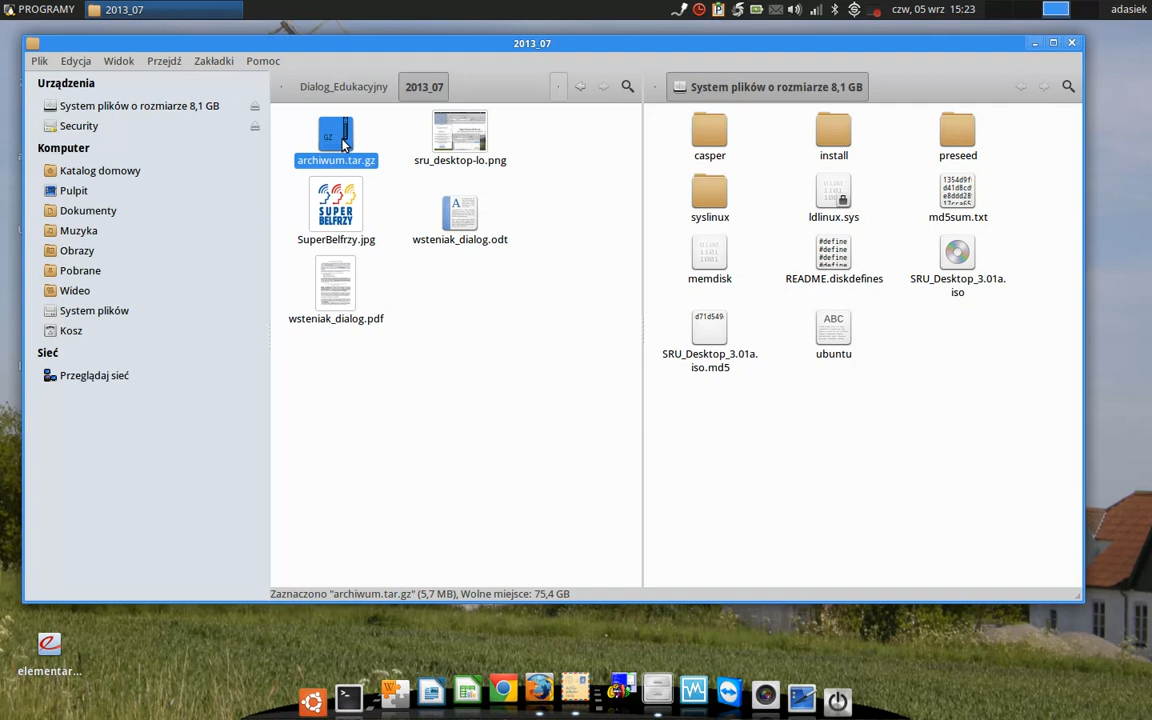 PROGRAMY
2013_07
czw, 05 wrz 15:23
adasiek
2013_07
Plik Edycja Widok Przejdź Zakładki Pomoc
Urządzenia
System plików o rozmiarze 8,1 GB
Security
Komputer
Katalog domowy
Pulpit
Dokumenty
Muzyka
Obrazy
Pobrane
Wideo
System plików
Kosz
Sieć
Przeglądaj sieć
Dialog_Edukacyjny 2013_07
GZ
archiwum.tar.gz
sru_desktop-lo.png
SUPER
BELFRZY
SuperBelfrzy.jpg
wsteniak_dialog.odt
wsteniak_dialog.pdf
System plików o rozmiarze 8,1 GB
casper
install
preseed
syslinux
ldlinux.sys
md5sum.txt
memdisk
#define
#define
#define
#define
README.diskdefines
SRU_Desktop_3.01a.
iso
d71d549
SRU_Desktop_3.01a.
iso.md5
ABC
ubuntu
Zaznaczono "archiwum.tar.gz" (5,7 MB), Wolne miejsce: 75,4 GB
elementar...